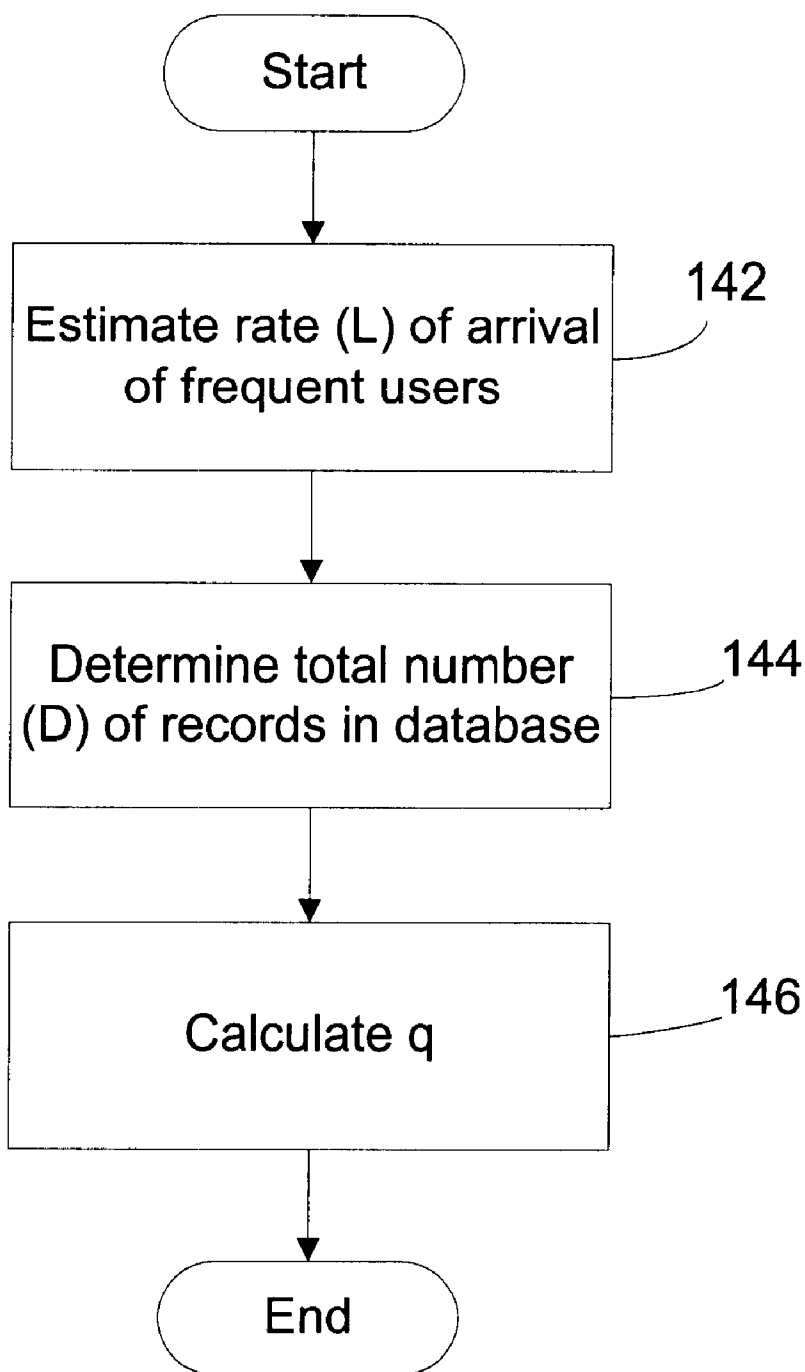 Start
Estimate rate (L) of arrival
of frequent users
142
Determine total number
(D) of records in database
144
Calculate q
146
End